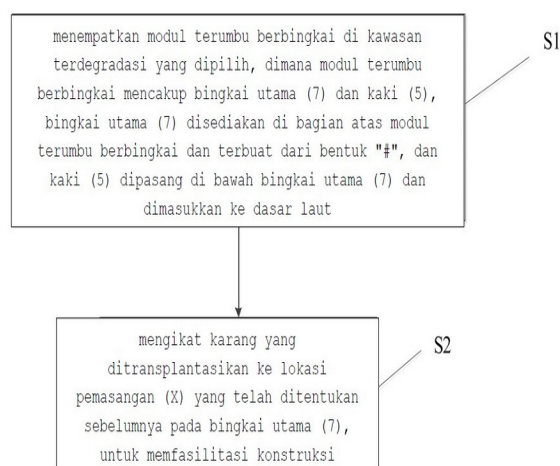 menempatkan modul terumbu berbingkai di kawasan
terdegradasi yang dipilih, dimana modul terumbu
berbingkai mencakup bingkai utama (7) dan kaki (5),
bingkai utama (7) disediakan di bagian atas modul
terumbu berbingkai dan terbuat dari bentuk "#", dan
kaki (5) dipasang di bawah bingkai utama (7) dan
dimasukkan ke dasar laut
S1
mengikat karang yang
ditransplantasikan ke lokasi
pemasangan (X) yang telah ditentukan
sebelumnya pada bingkai utama (7),
untuk memfasilitasi konstruksi
S2